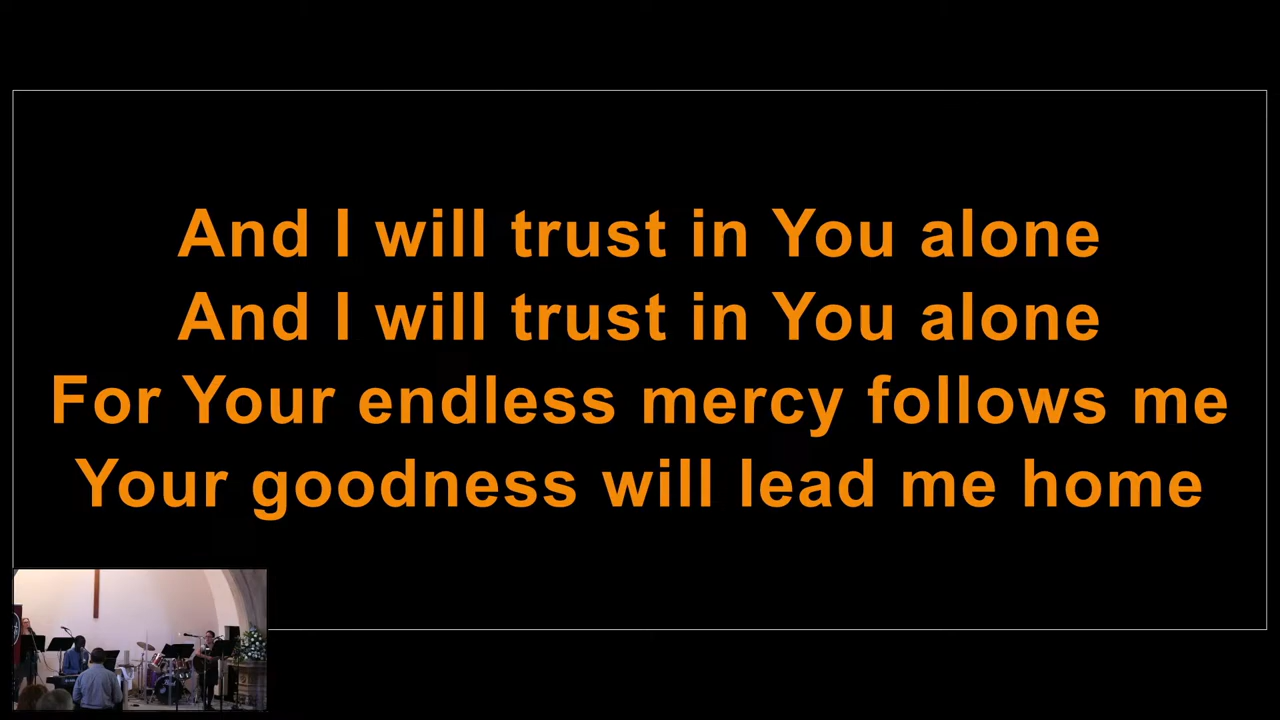 And I will trust in You alone
And I will trust in You alone
For Your endless mercy follows me
Your goodness will lead me home